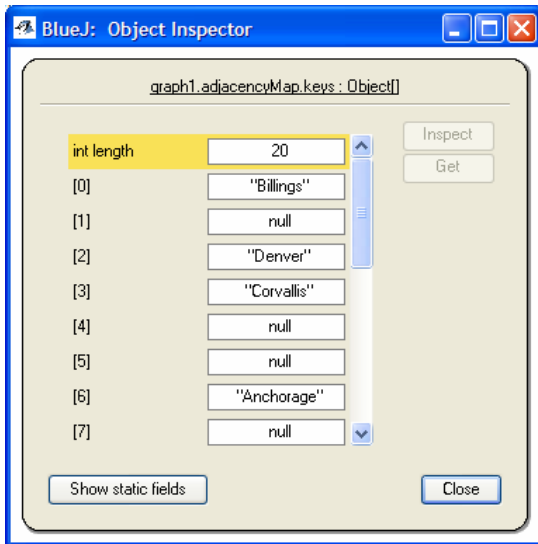 BlueJ: Object Inspector
graph1.adjacencyMap.keys : Object[]
int length 20
[0] "Billings"
[1] null
[2] "Denver"
[3] "Corvallis"
[4] null
[5] null
[6] "Anchorage"
[7] null
Inspect
Get
Show static fields
Close